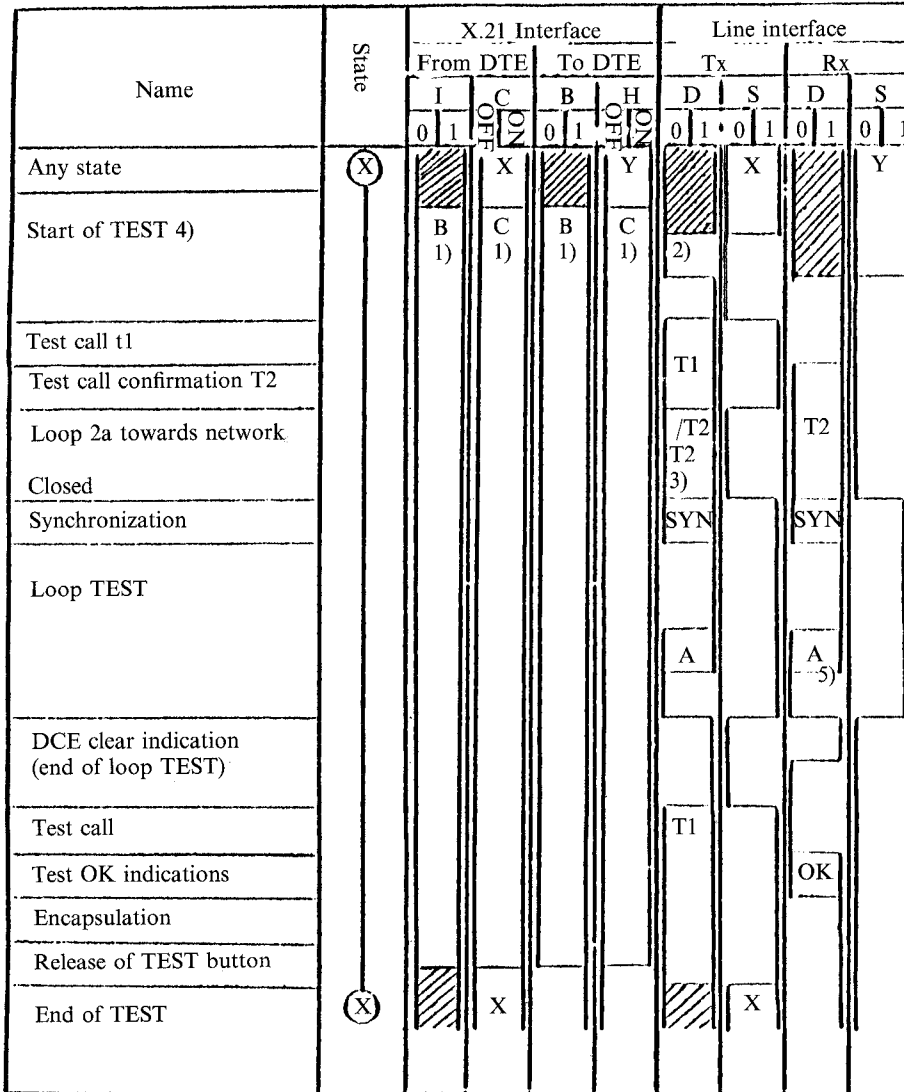 X.21 Interface Line interface
Name State From DTE To DTE Tx Rx
I C B H D S D S
0 1 OFF ON 0 1 OFF ON 0 1 0 1 0 1 0 1
Any state X X Y X Y
Start of TEST 4) B C B C
1) 1) 1) 1) 2)
Test call t1
T1
Test call confirmation T2
Loop 2a towards network /T2 T2
T2
Closed 3)
Synchronization SYN SYN
Loop TEST
A A
5)
DCE clear indication
(end of loop TEST)
Test call T1
Test OK indications OK
Encapsulation
Release of TEST button
End of TEST X X X